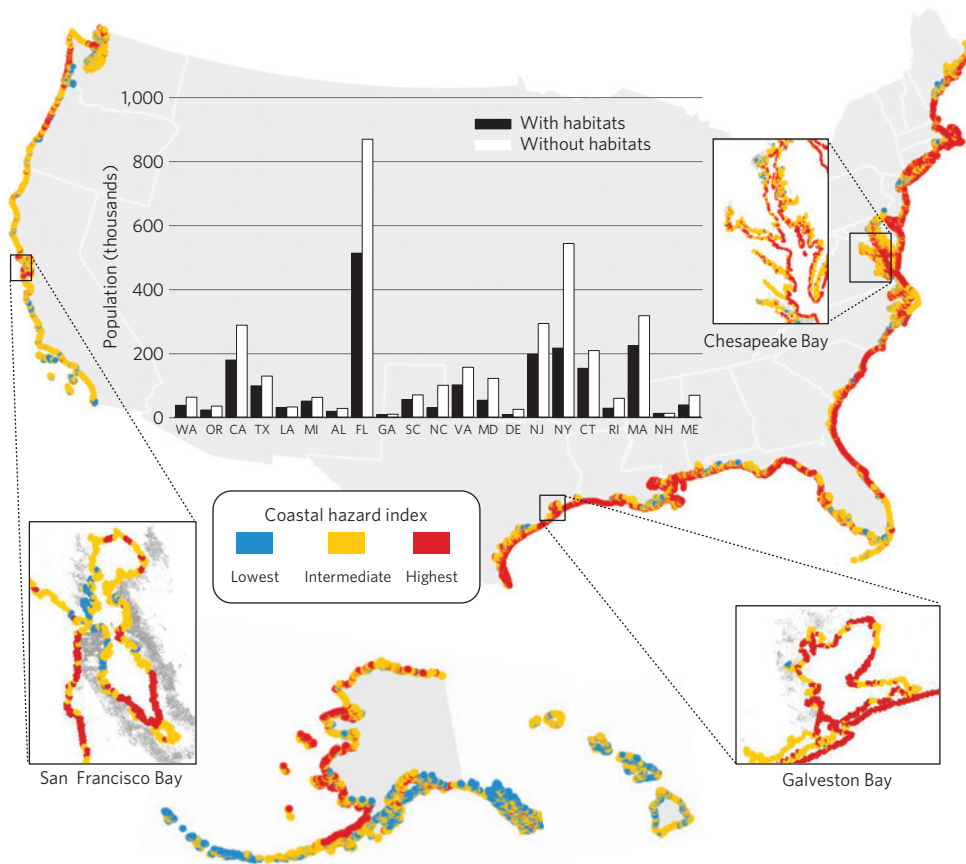 1,000
800
600
400
200
0
Population (thousands)
With habitats
Without habitats
WA OR CA TX LA MI AL FL GA SC NC VA MD DE NJ NY CT RI MA NH ME
Chesapeake Bay
Coastal hazard index
Lowest Intermediate Highest
San Francisco Bay
Galveston Bay